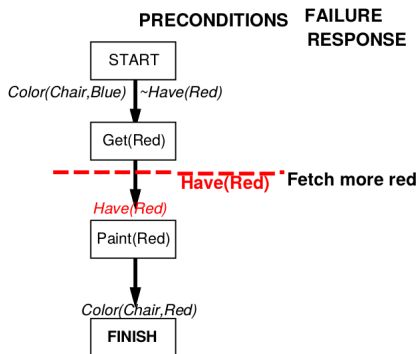 PRECONDITIONS FAILURE RESPONSE
START
Color(Chair,Blue) ~Have(Red)
Get(Red)
Have(Red) Fetch more red
Have(Red)
Paint(Red)
Color(Chair,Red)
FINISH